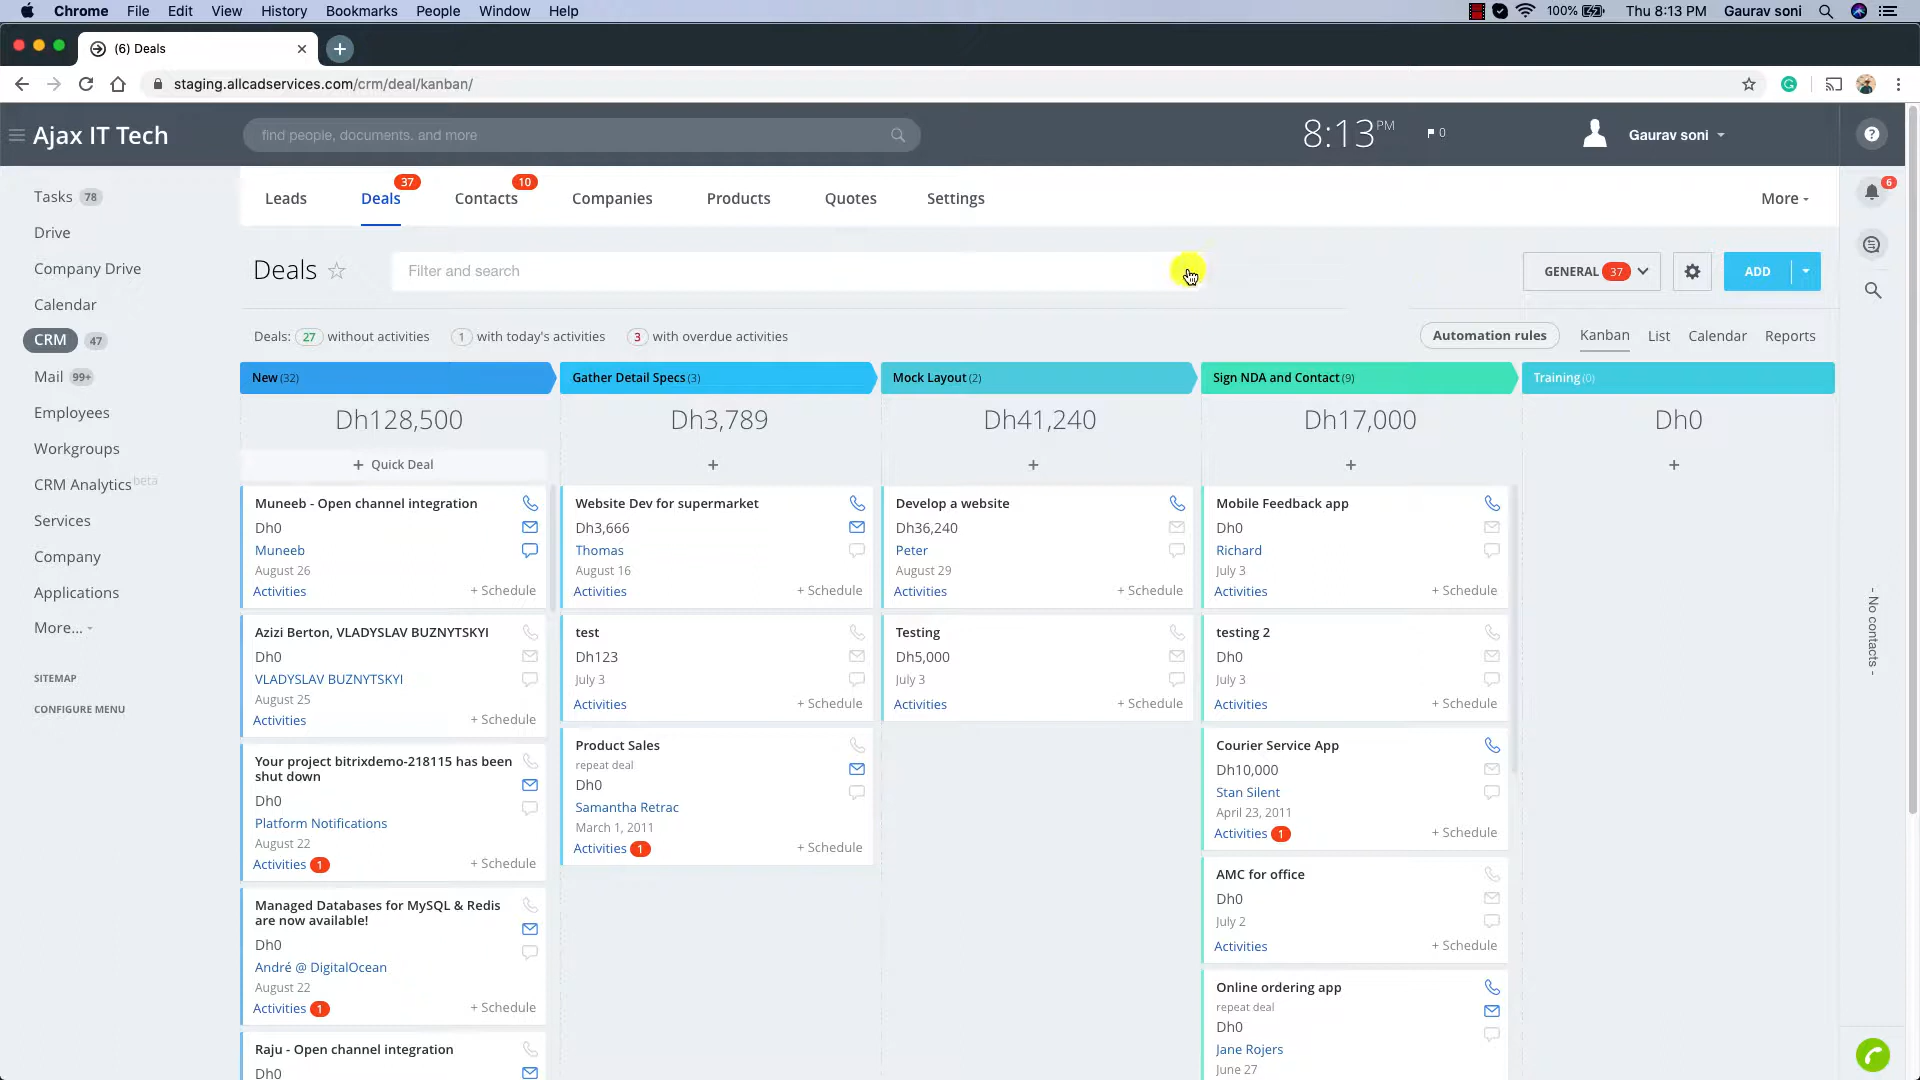 Chrome File Edit View History Bookmarks People Window Help 100% Thu 8:13 PM Gaurav soni
(6) Deals
staging.allcadservices.com/crm/deal/kanban/
Ajax IT Tech find people, documents, and more 8:13 PM 0 Gaurav soni ?
Tasks 78
Drive
Company Drive
Calendar
CRM 47
Mail 99+
Employees
Workgroups
CRM Analytics beta
Services
Company
Applications
More...
SITEMAP
CONFIGURE MENU
Leads Deals 37 Contacts 10 Companies Products Quotes Settings More
6
Deals Filter and search GENERAL 37 ADD
Deals: 27 without activities 1 with today's activities 3 with overdue activities Automation rules Kanban List Calendar Reports
New (32)
Dh128,500
+ Quick Deal
Muneeb - Open channel integration
Dh0
Muneeb
August 26
Activities + Schedule
Azizi Berton, VLADYSLAV BUZNYTSKYI
Dh0
VLADYSLAV BUZNYTSKYI
August 25
Activities + Schedule
Your project bitrixdemo-218115 has been
shut down
Dh0
Platform Notifications
August 22
Activities 1 + Schedule
Managed Databases for MySQL & Redis
are now available!
Dh0
André @ DigitalOcean
August 22
Activities 1 + Schedule
Raju - Open channel integration
Dh0
Gather Detail Specs (3)
Dh3,789
+
Website Dev for supermarket
Dh3,666
Thomas
August 16
Activities + Schedule
test
Dh123
July 3
Activities + Schedule
Product Sales
repeat deal
Dh0
Samantha Retrac
March 1, 2011
Activities 1 + Schedule
Mock Layout (2)
Dh41,240
+
Develop a website
Dh36,240
Peter
August 29
Activities + Schedule
Testing
Dh5,000
July 3
Activities + Schedule
Sign NDA and Contact (9)
Dh17,000
+
Mobile Feedback app
Dh0
Richard
July 3
Activities + Schedule
testing 2
Dh0
July 3
Activities + Schedule
Courier Service App
Dh10,000
Stan Silent
April 23, 2011
Activities 1 + Schedule
AMC for office
Dh0
July 2
Activities + Schedule
Online ordering app
repeat deal
Dh0
Jane Rojers
June 27
Training (0)
Dh0
+
- No contacts -